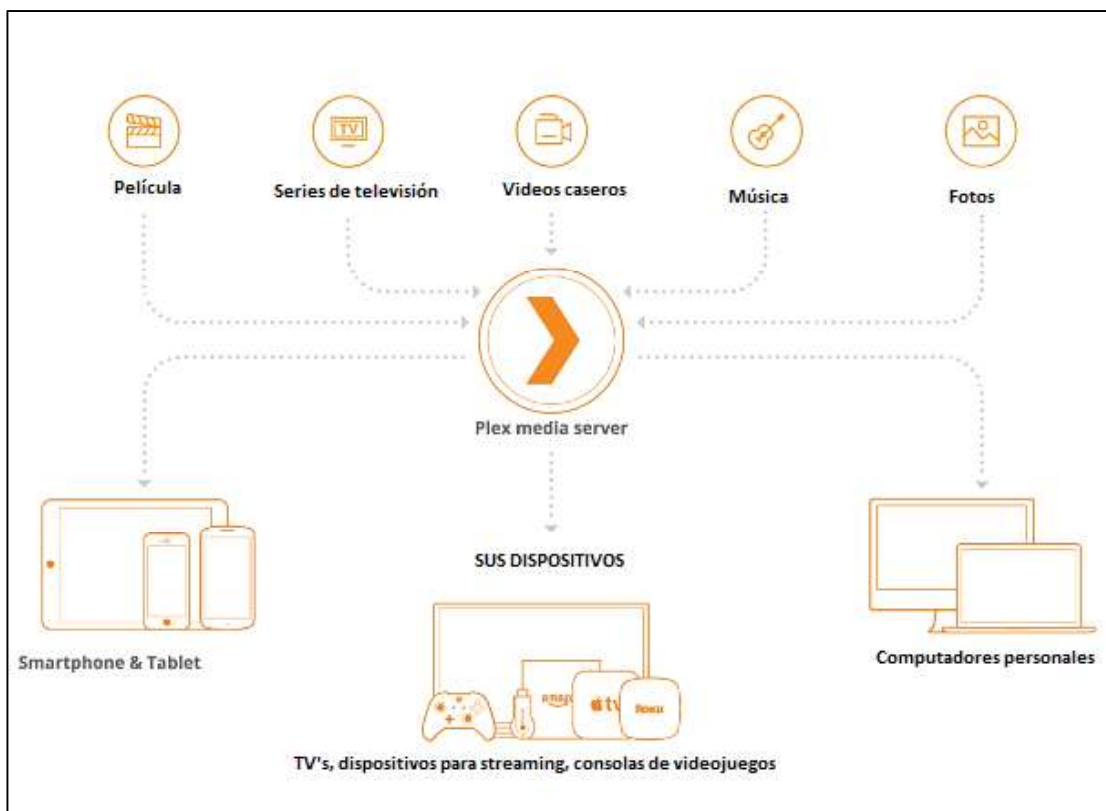 TV
Película
Series de televisión
Videos caseros
Música
Fotos
Plex media server
SUS DISPOSITIVOS
Smartphone & Tablet
Computadores personales
amazon
tv
Roku
TV's, dispositivos para streaming, consolas de videojuegos